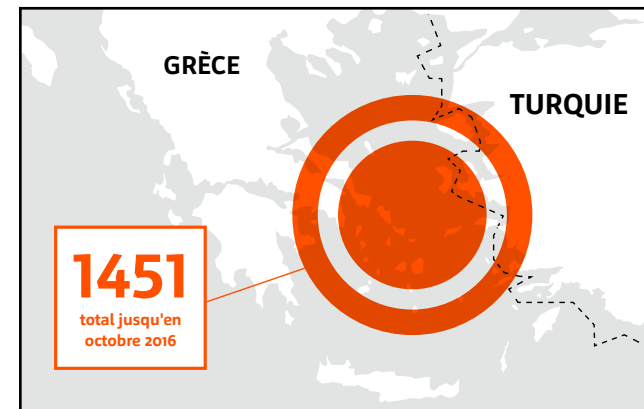 GRÈCE
TURQUIE
1451
total jusqu'en
octobre 2016